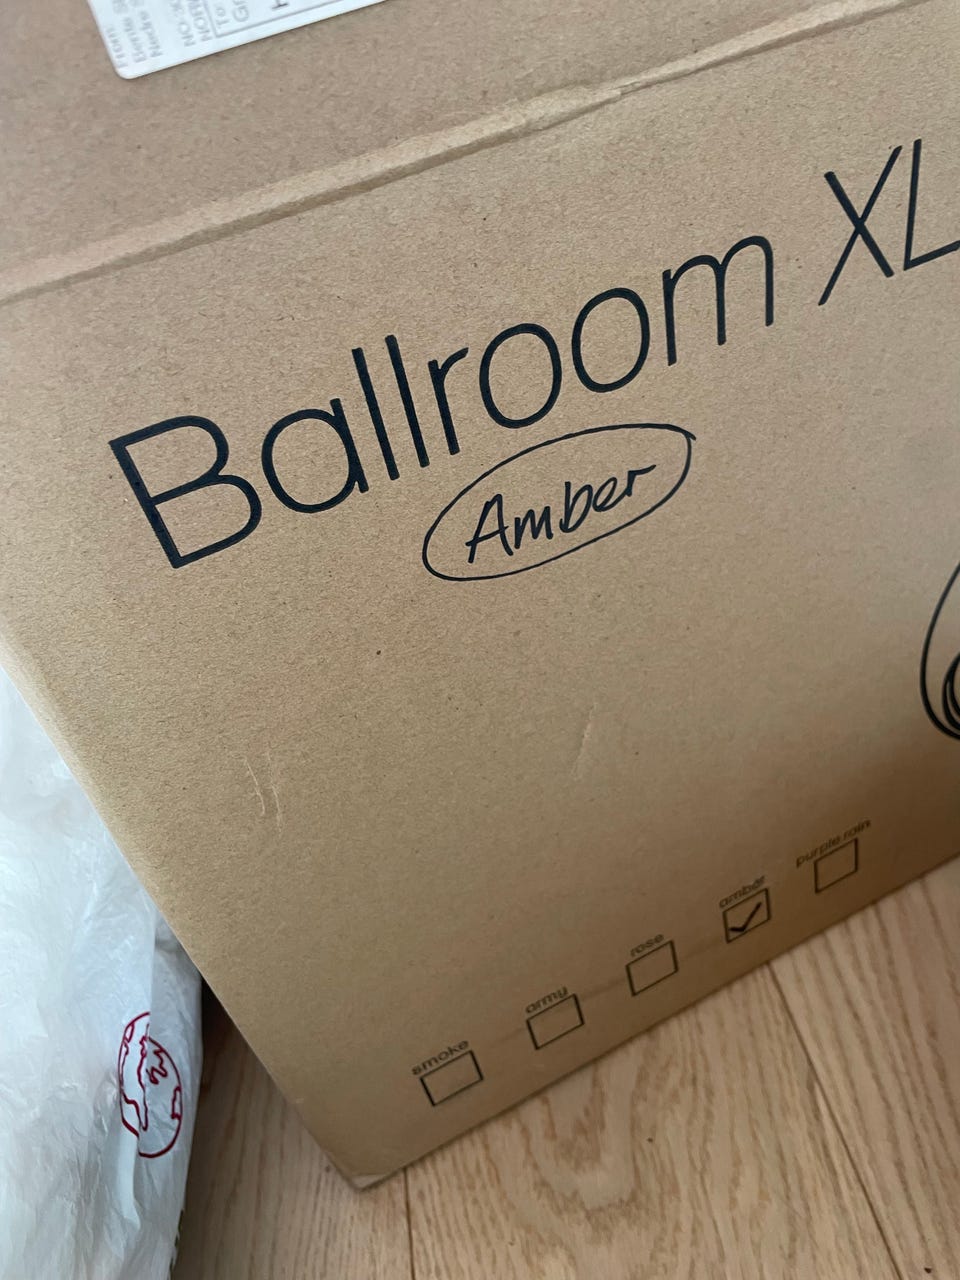 Ballroom XL
Amber
smoke
army
rose
amber
purple rain